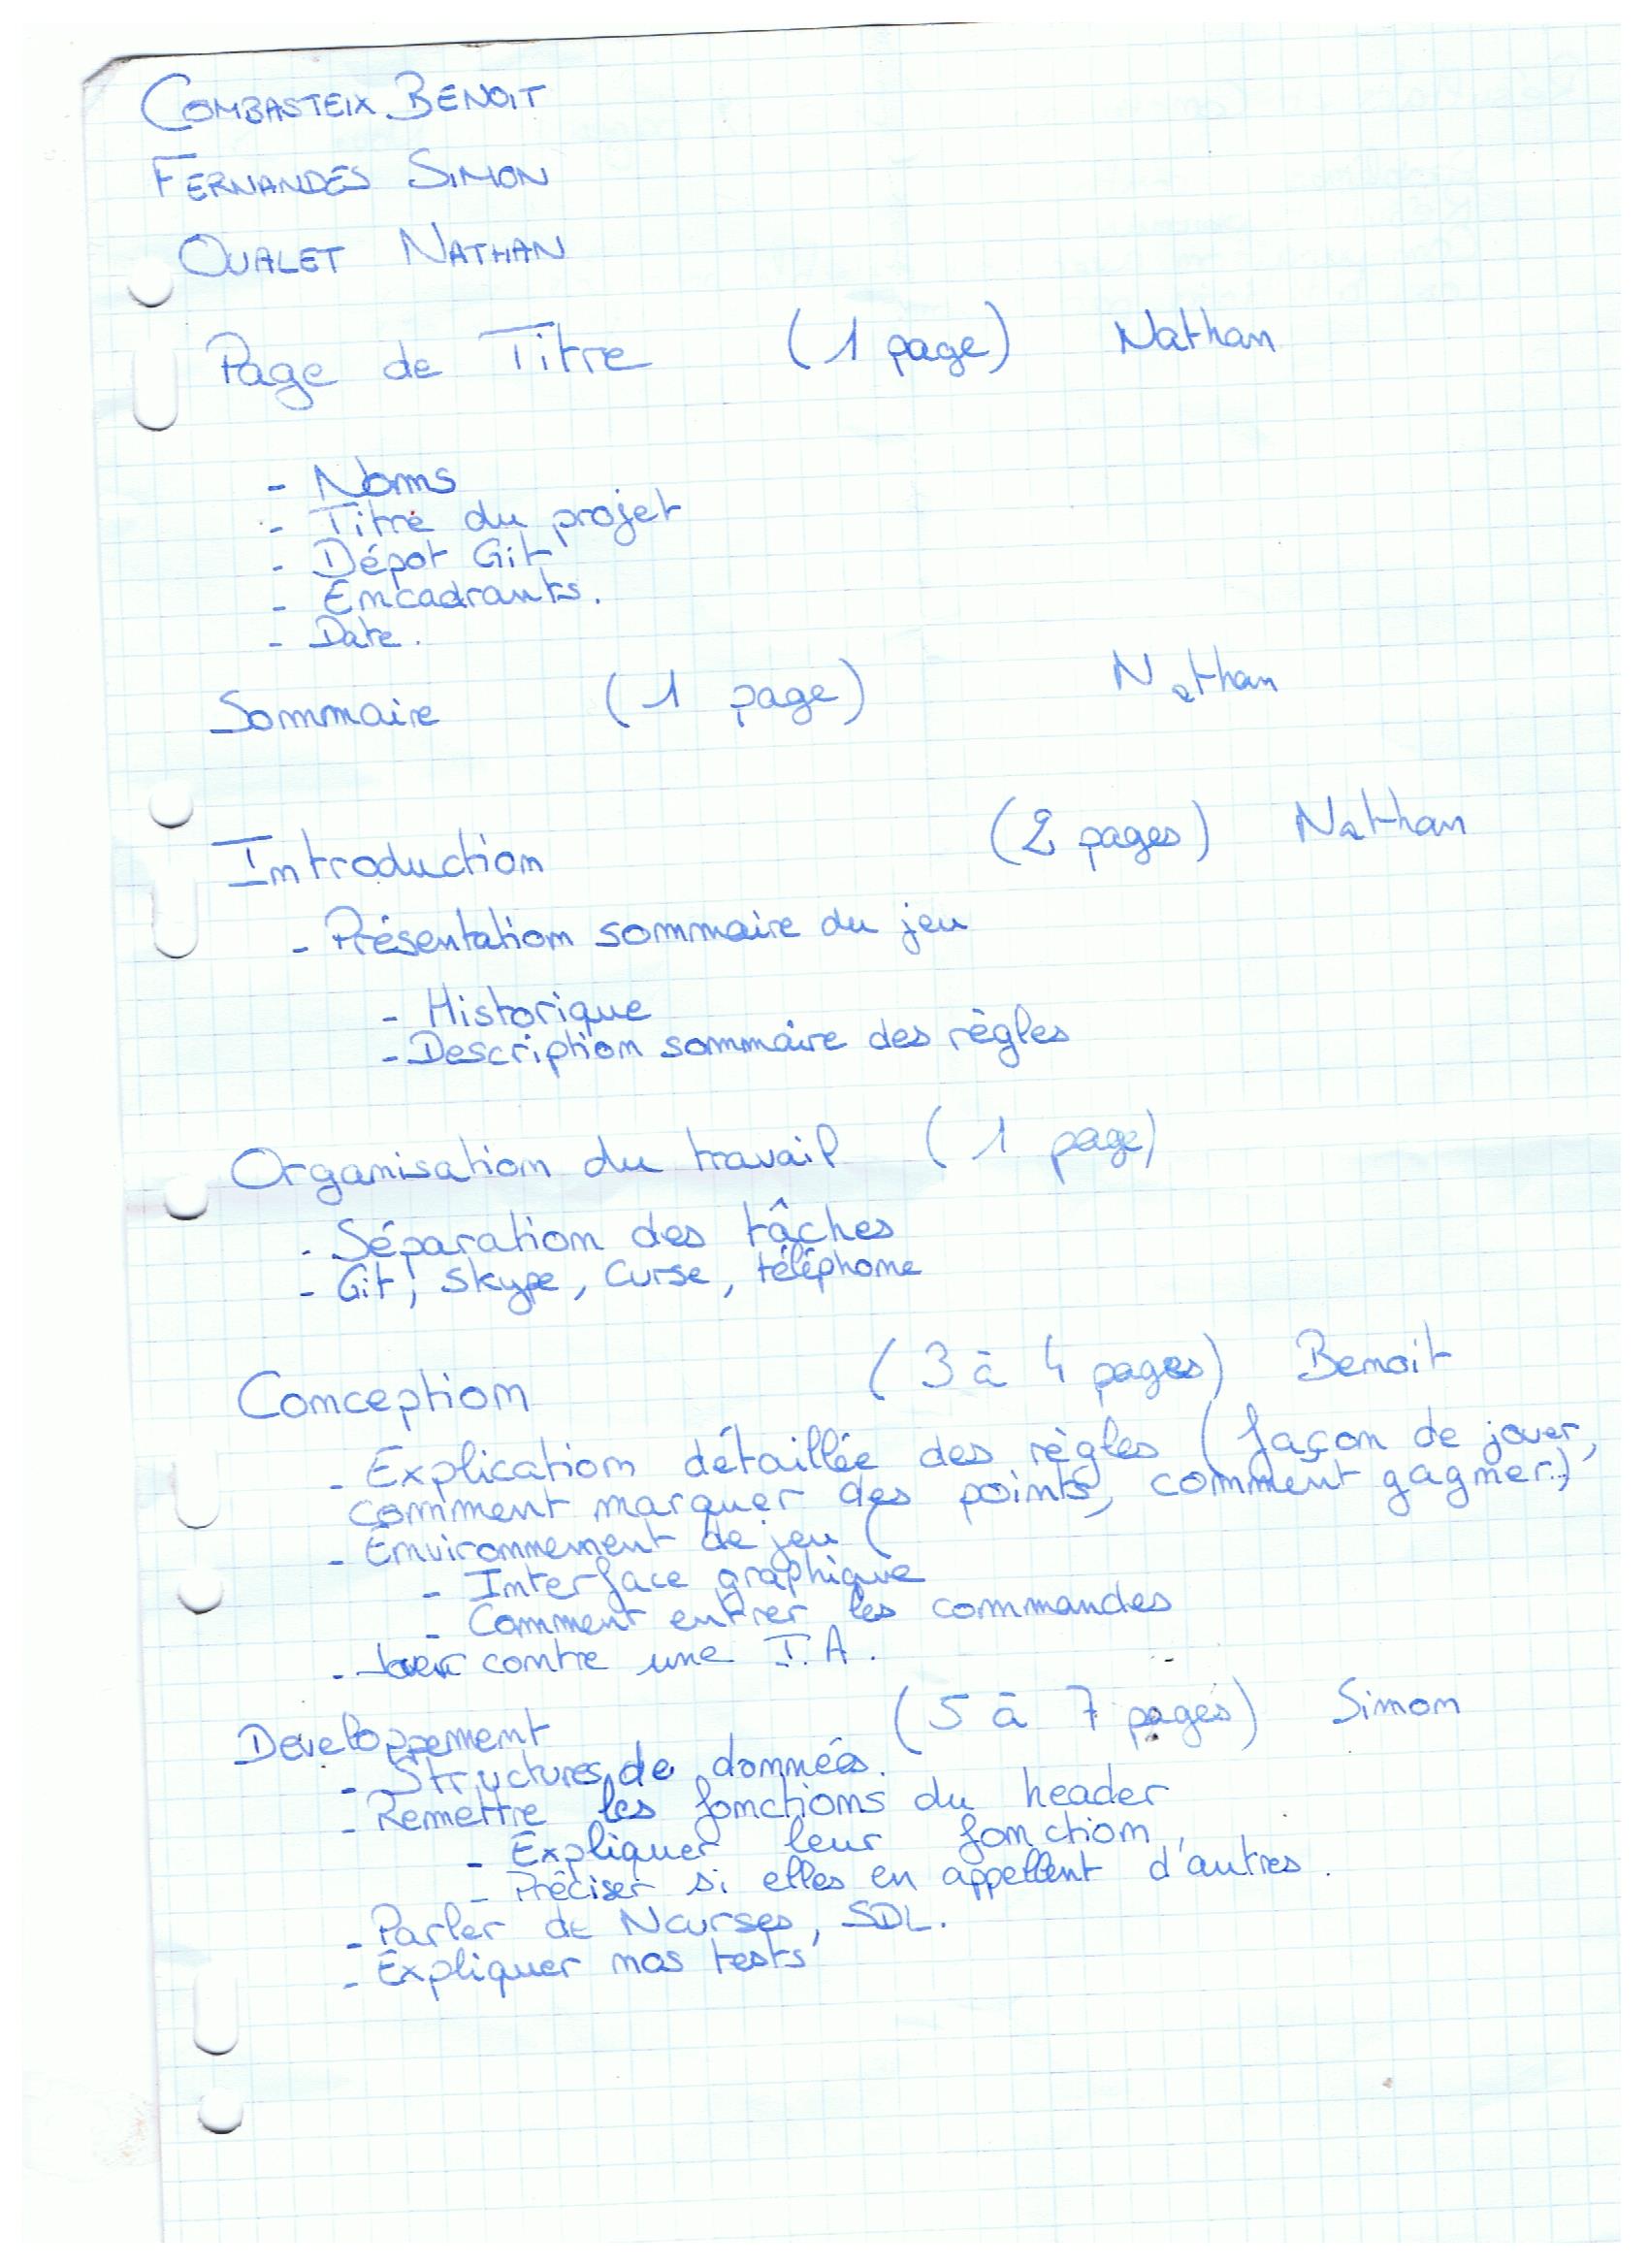 COMBASTEIX BENOIT
FERNANDES SIMON
OUALET NATHAN
Page de Titre (1 page) Nathan
- Noms
- Titre du projet
- Dépot Git
- Encadrants.
- Date.
Sommaire (1 page) Nathan
Introduction (2 pages) Nathan
- Présentation sommaire du jeu
- Historique
- Description sommaire des règles
Organisation du travail (1 page)
- Séparation des tâches
- Git, Skype, Curse, téléphone
Conception (3 à 4 pages) Benoit
- Explication détaillée des règles (façon de jouer,
comment marquer des points, comment gagner.)
- Environnement de jeu (
- Interface graphique
- Comment entrer les commandes
- Jouer contre une I.A.
Developpement (5 à 7 pages) Simon
- Structures de données.
- Remettre les fonctions du header
- Expliquer leur fonction,
- Préciser si elles en appellent d'autres.
- Parler de Ncurses, SDL.
- Expliquer nos tests